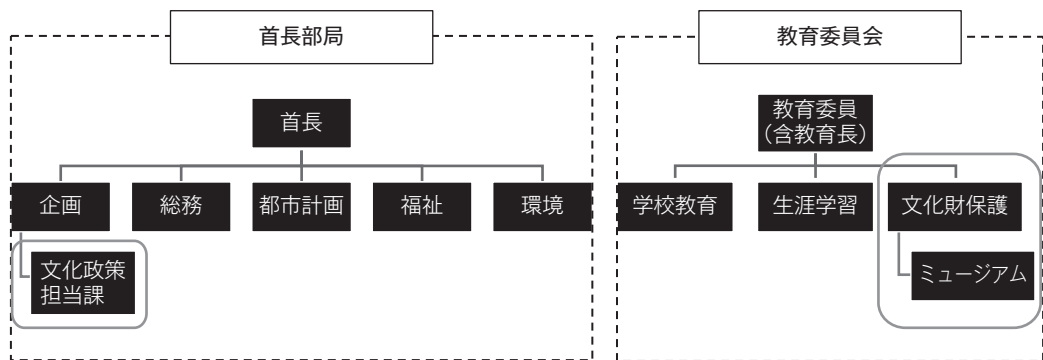 首長部局
教育委員会
首長
教育委員
（含教育長）
企画
総務
都市計画
福祉
環境
学校教育
生涯学習
文化財保護
文化政策
担当課
ミュージアム